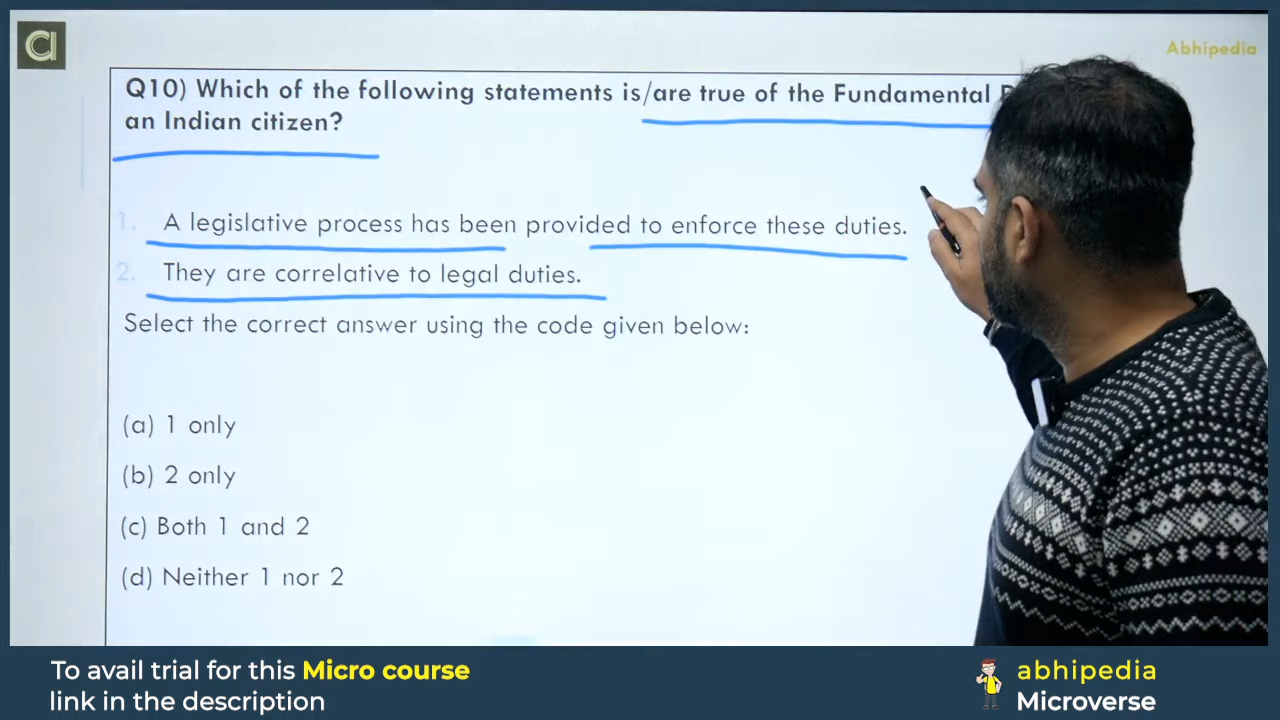 Abhipedia
Q10) Which of the following statements is/are true of the Fundamental
an Indian citizen?
1. A legislative process has been provided to enforce these duties.
2. They are correlative to legal duties.
Select the correct answer using the code given below:
(a) 1 only
(b) 2 only
(c) Both 1 and 2
(d) Neither 1 nor 2
To avail trial for this Micro course
link in the description
abhipedia
Microverse